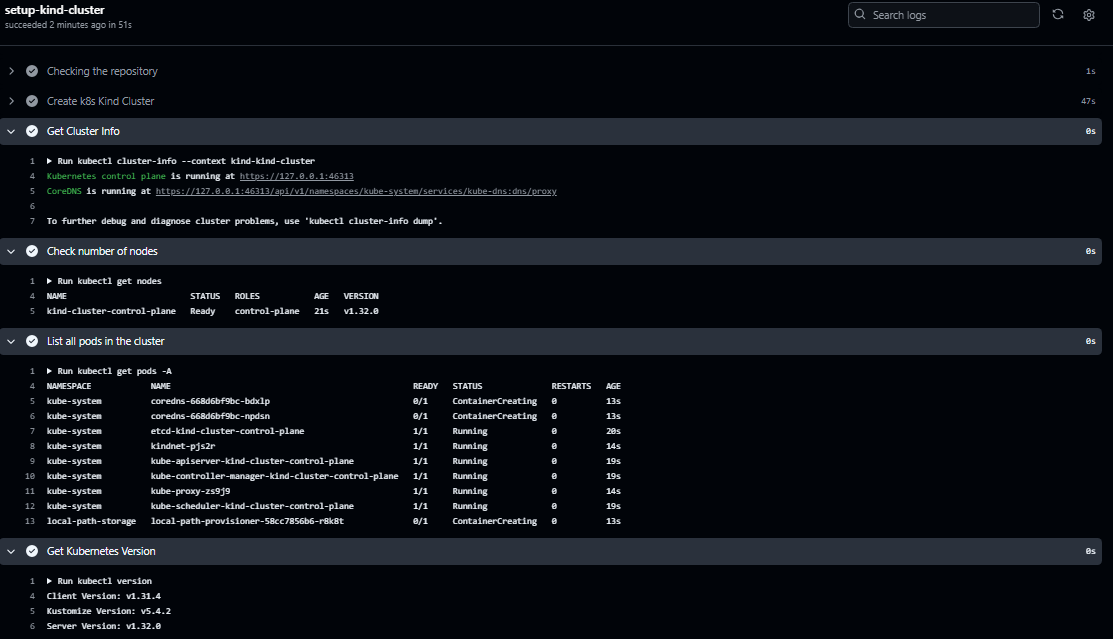 setup-kind-cluster
succeeded 2 minutes ago in 51s
Search logs
Checking the repository 1s
Create k8s Kind Cluster 47s
Get Cluster Info 0s
1 Run kubectl cluster-info --context kind-kind-cluster
4 Kubernetes control plane is running at https://127.0.0.1:46313
5 CoreDNS is running at https://127.0.0.1:46313/api/v1/namespaces/kube-system/services/kube-dns:dns/proxy
6
7 To further debug and diagnose cluster problems, use 'kubectl cluster-info dump'.
Check number of nodes 0s
1 Run kubectl get nodes
4 NAME STATUS ROLES AGE VERSION
5 kind-cluster-control-plane Ready control-plane 21s v1.32.0
List all pods in the cluster 0s
1 Run kubectl get pods -A
4 NAMESPACE NAME READY STATUS RESTARTS AGE
5 kube-system coredns-668d6bf9bc-bdxlp 0/1 ContainerCreating 0 13s
6 kube-system coredns-668d6bf9bc-npdsn 0/1 ContainerCreating 0 13s
7 kube-system etcd-kind-cluster-control-plane 1/1 Running 0 20s
8 kube-system kindnet-pjs2r 1/1 Running 0 14s
9 kube-system kube-apiserver-kind-cluster-control-plane 1/1 Running 0 19s
10 kube-system kube-controller-manager-kind-cluster-control-plane 1/1 Running 0 19s
11 kube-system kube-proxy-zs9j9 1/1 Running 0 14s
12 kube-system kube-scheduler-kind-cluster-control-plane 1/1 Running 0 19s
13 local-path-storage local-path-provisioner-58cc7856b6-r8k8t 0/1 ContainerCreating 0 13s
Get Kubernetes Version 0s
1 Run kubectl version
4 Client Version: v1.31.4
5 Kustomize Version: v5.4.2
6 Server Version: v1.32.0